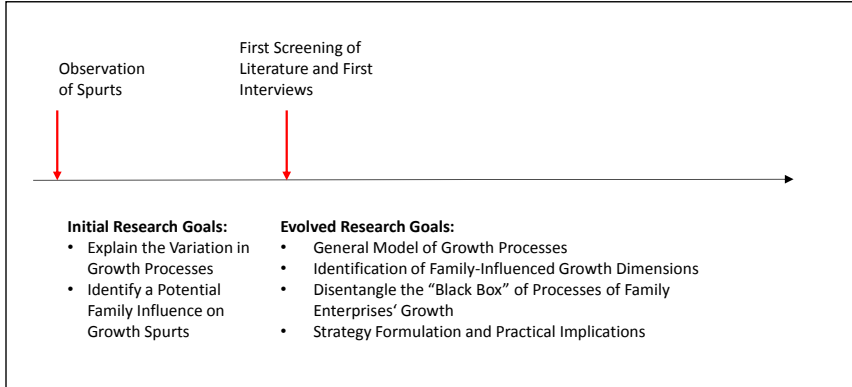 Observation
of Spurts
First Screening of
Literature and First
Interviews
Initial Research Goals:
• Explain the Variation in
Growth Processes
• Identify a Potential
Family Influence on
Growth Spurts
Evolved Research Goals:
• General Model of Growth Processes
• Identification of Family-Influenced Growth Dimensions
• Disentangle the “Black Box” of Processes of Family
Enterprises‘ Growth
• Strategy Formulation and Practical Implications